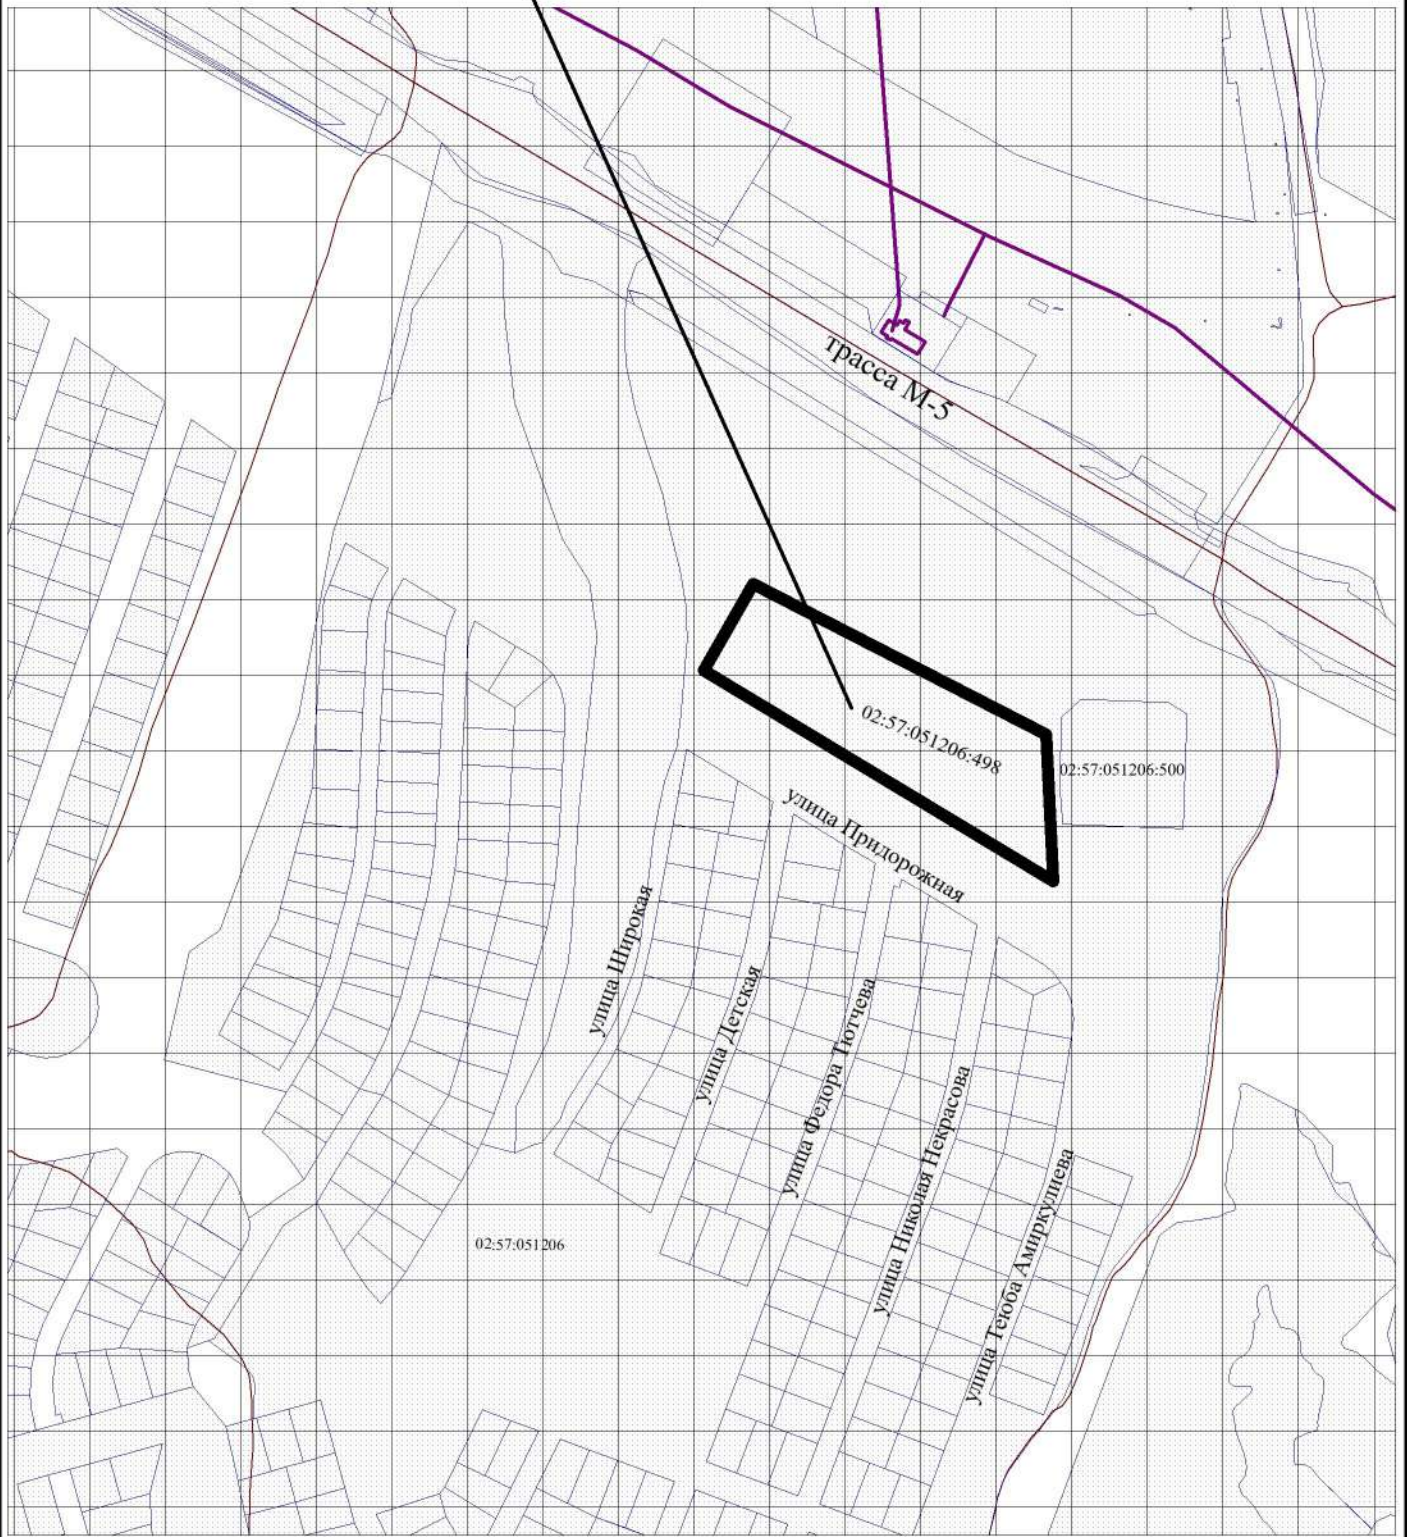 трасса М-5
02:57:051206:498
02:57:051206:500
улица Придорожная
улица Широкая
улица Детская
улица Федора Тютчева
улица Николая Некрасова
улица Теюба Амиркулиева
02:57:051206